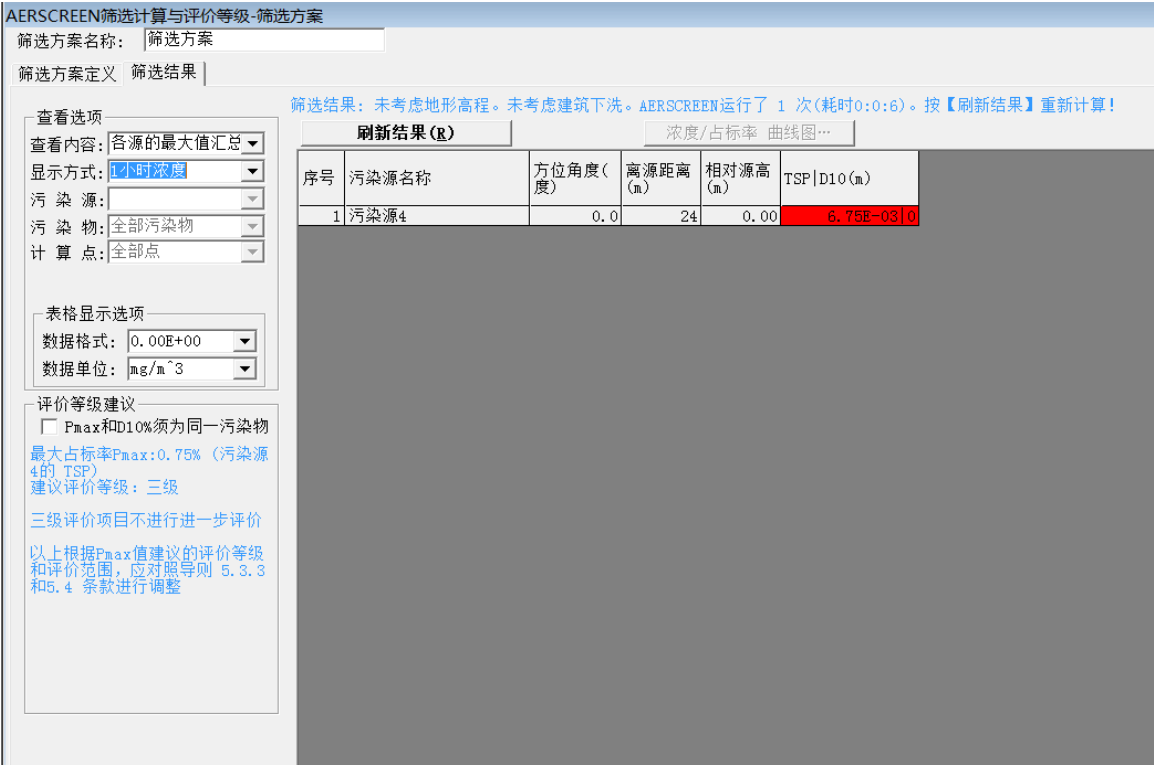 AERSCREEN筛选计算与评价等级-筛选方案
筛选方案名称: 筛选方案
筛选方案定义 筛选结果
筛选结果: 未考虑地形高程。未考虑建筑下洗。AERSCREEN运行了 1 次(耗时0:0:6)。按【刷新结果】重新计算!
查看选项
查看内容: 各源的最大值汇总
显示方式: 1小时浓度
污 染 源:
污 染 物: 全部污染物
计 算 点: 全部点
表格显示选项
数据格式: 0.00E+00
数据单位: mg/m^3
评价等级建议
Pmax和D10%须为同一污染物
最大占标率Pmax:0.75% (污染源
4的 TSP)
建议评价等级: 三级
三级评价项目不进行进一步评价
以上根据Pmax值建议的评价等级
和评价范围，应对照导则 5.3.3
和5.4 条款进行调整
刷新结果(R) 浓度/占标率 曲线图…
序号 污染源名称 方位角度(度) 离源距离(m) 相对源高(m) TSP|D10(m)
1 污染源4 0.0 24 0.00 6.75E-03|0